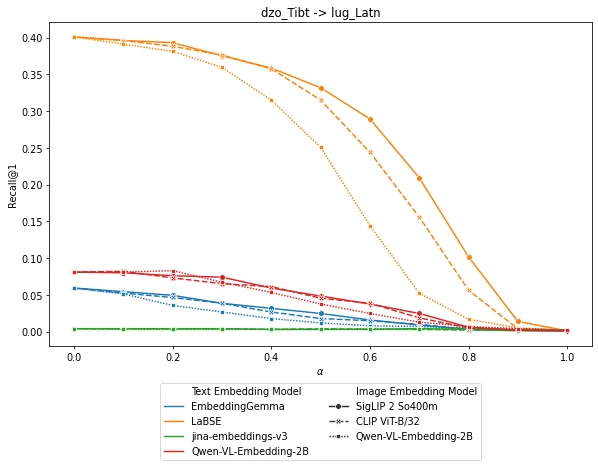 dzo_Tibt -> lug_Latn
Recall@1
0.40
0.35
0.30
0.25
0.20
0.15
0.10
0.05
0.00
0.0 0.2 0.4 0.6 0.8 1.0
α
Text Embedding Model Image Embedding Model
EmbeddingGemma SigLIP 2 So400m
LaBSE CLIP ViT-B/32
jina-embeddings-v3 Qwen-VL-Embedding-2B
Qwen-VL-Embedding-2B